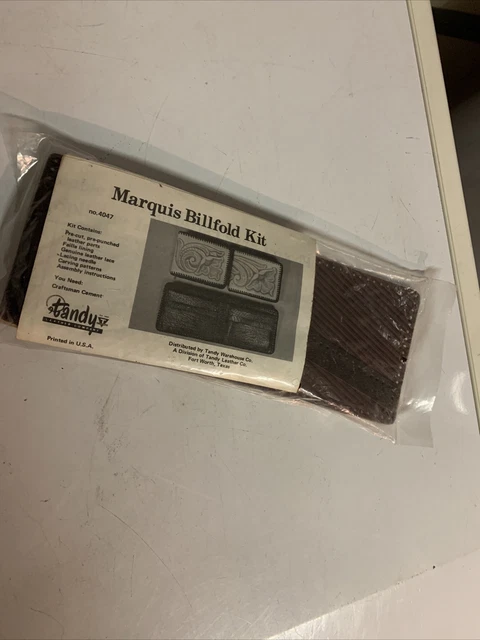 Marquis Billfold Kit
no. 4047
Kit Contains:
Pre-cut, pre-punched
leather parts
Faille lining
Genuine leather lace
Lacing needle
Carving patterns
Assembly instructions
You Need:
Craftsman Cement
Tandy
LEATHER COMPANY
Printed in U.S.A.
Distributed by Tandy Warehouse Co.
A Division of Tandy Leather Co.
Fort Worth, Texas